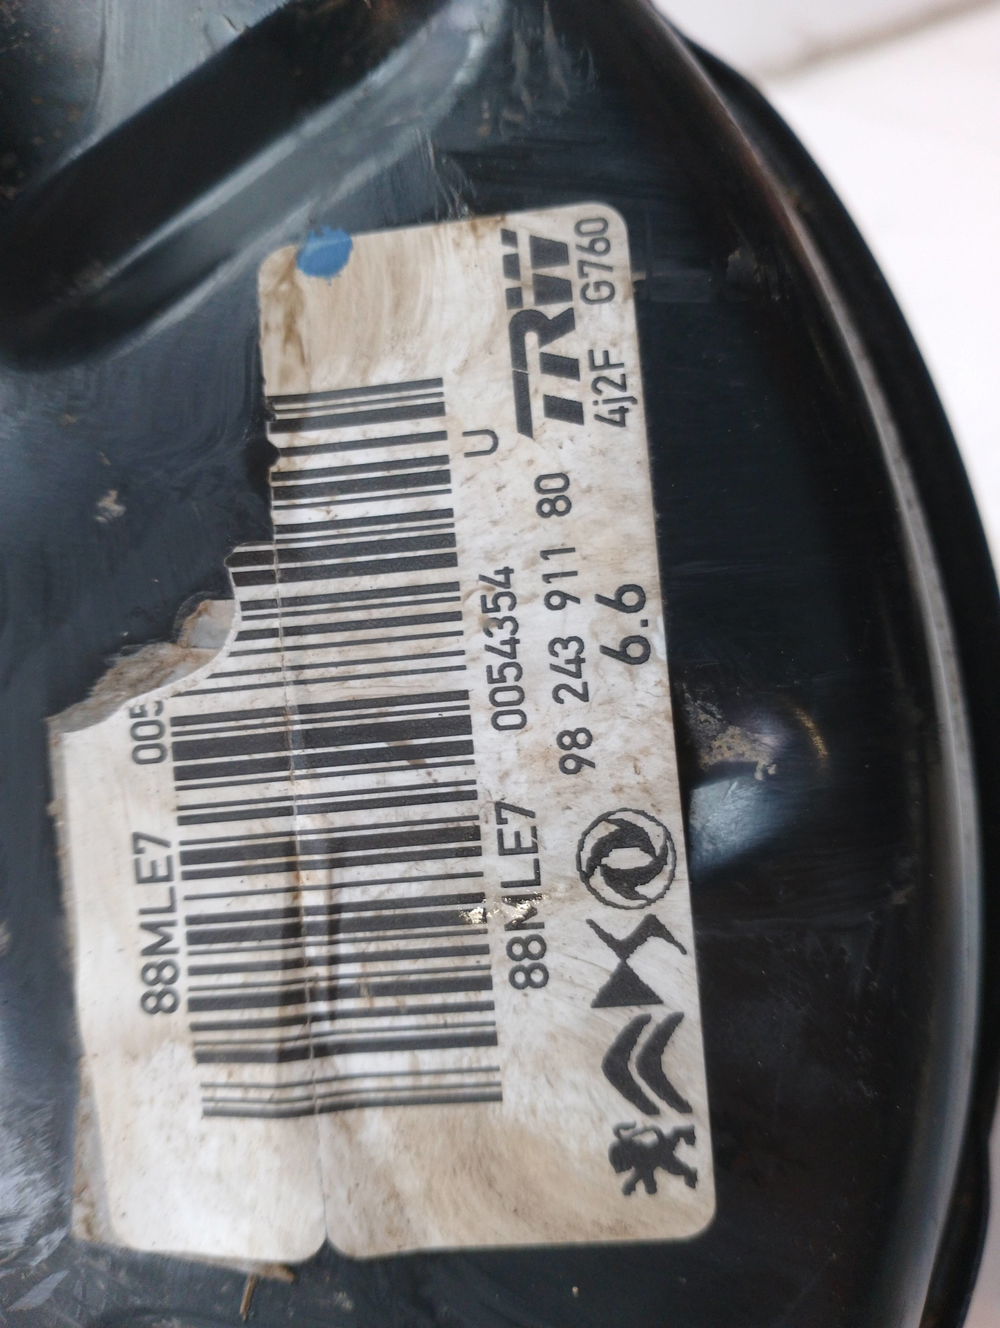 TRW
4j2F G760
98 243 911 80
6.6
U
88MLE7 0054354
88MLE7 005